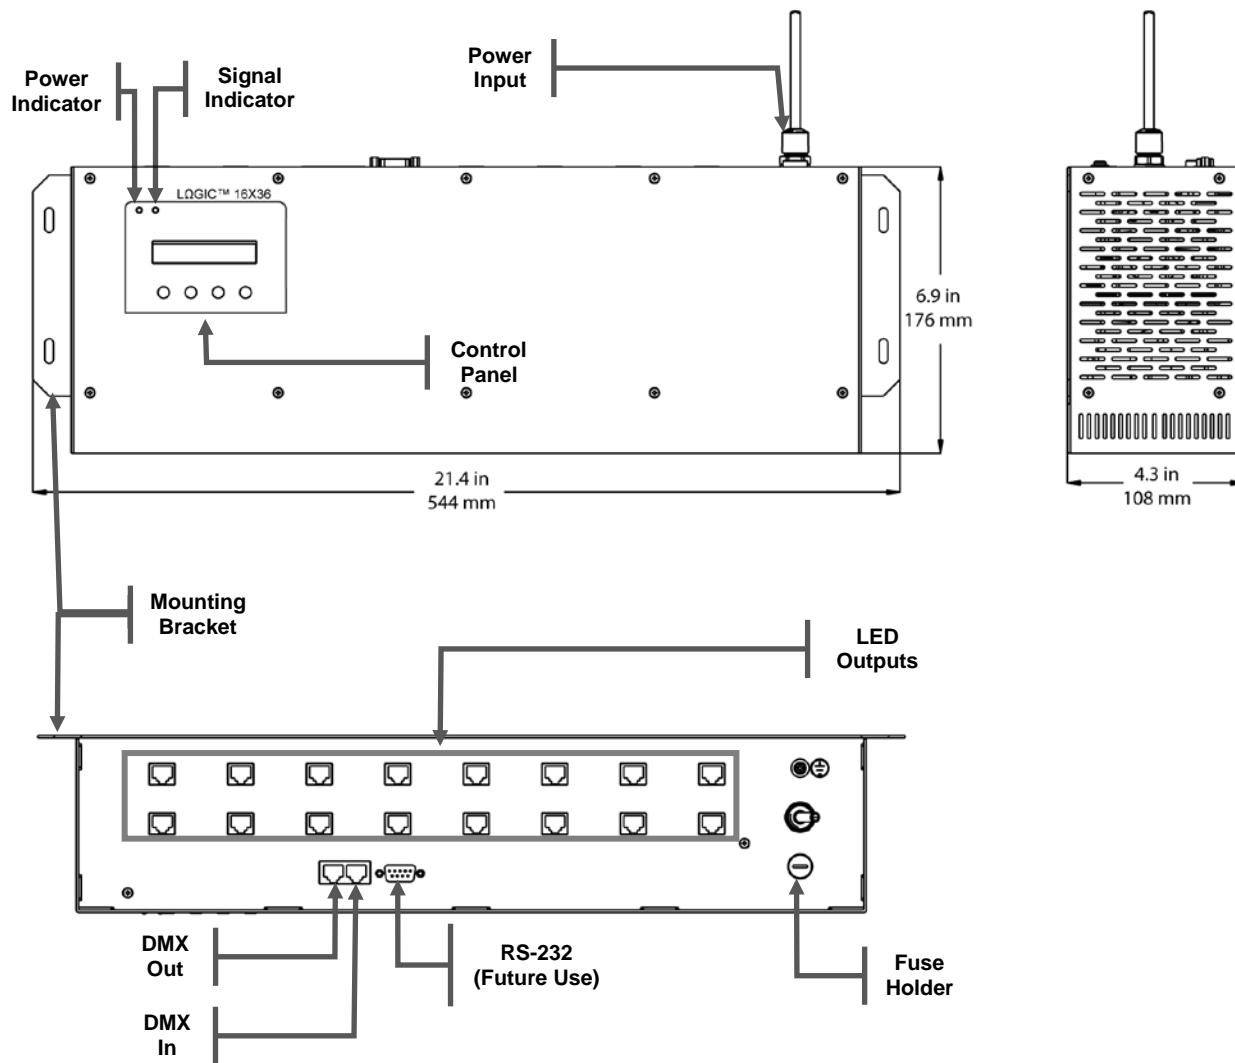 Power
Indicator
Signal
Indicator
Power
Input
LΩGIC™ 16X36
Control
Panel
6.9 in
176 mm
21.4 in
544 mm
4.3 in
108 mm
Mounting
Bracket
LED
Outputs
DMX
Out
RS-232
(Future Use)
Fuse
Holder
DMX
In